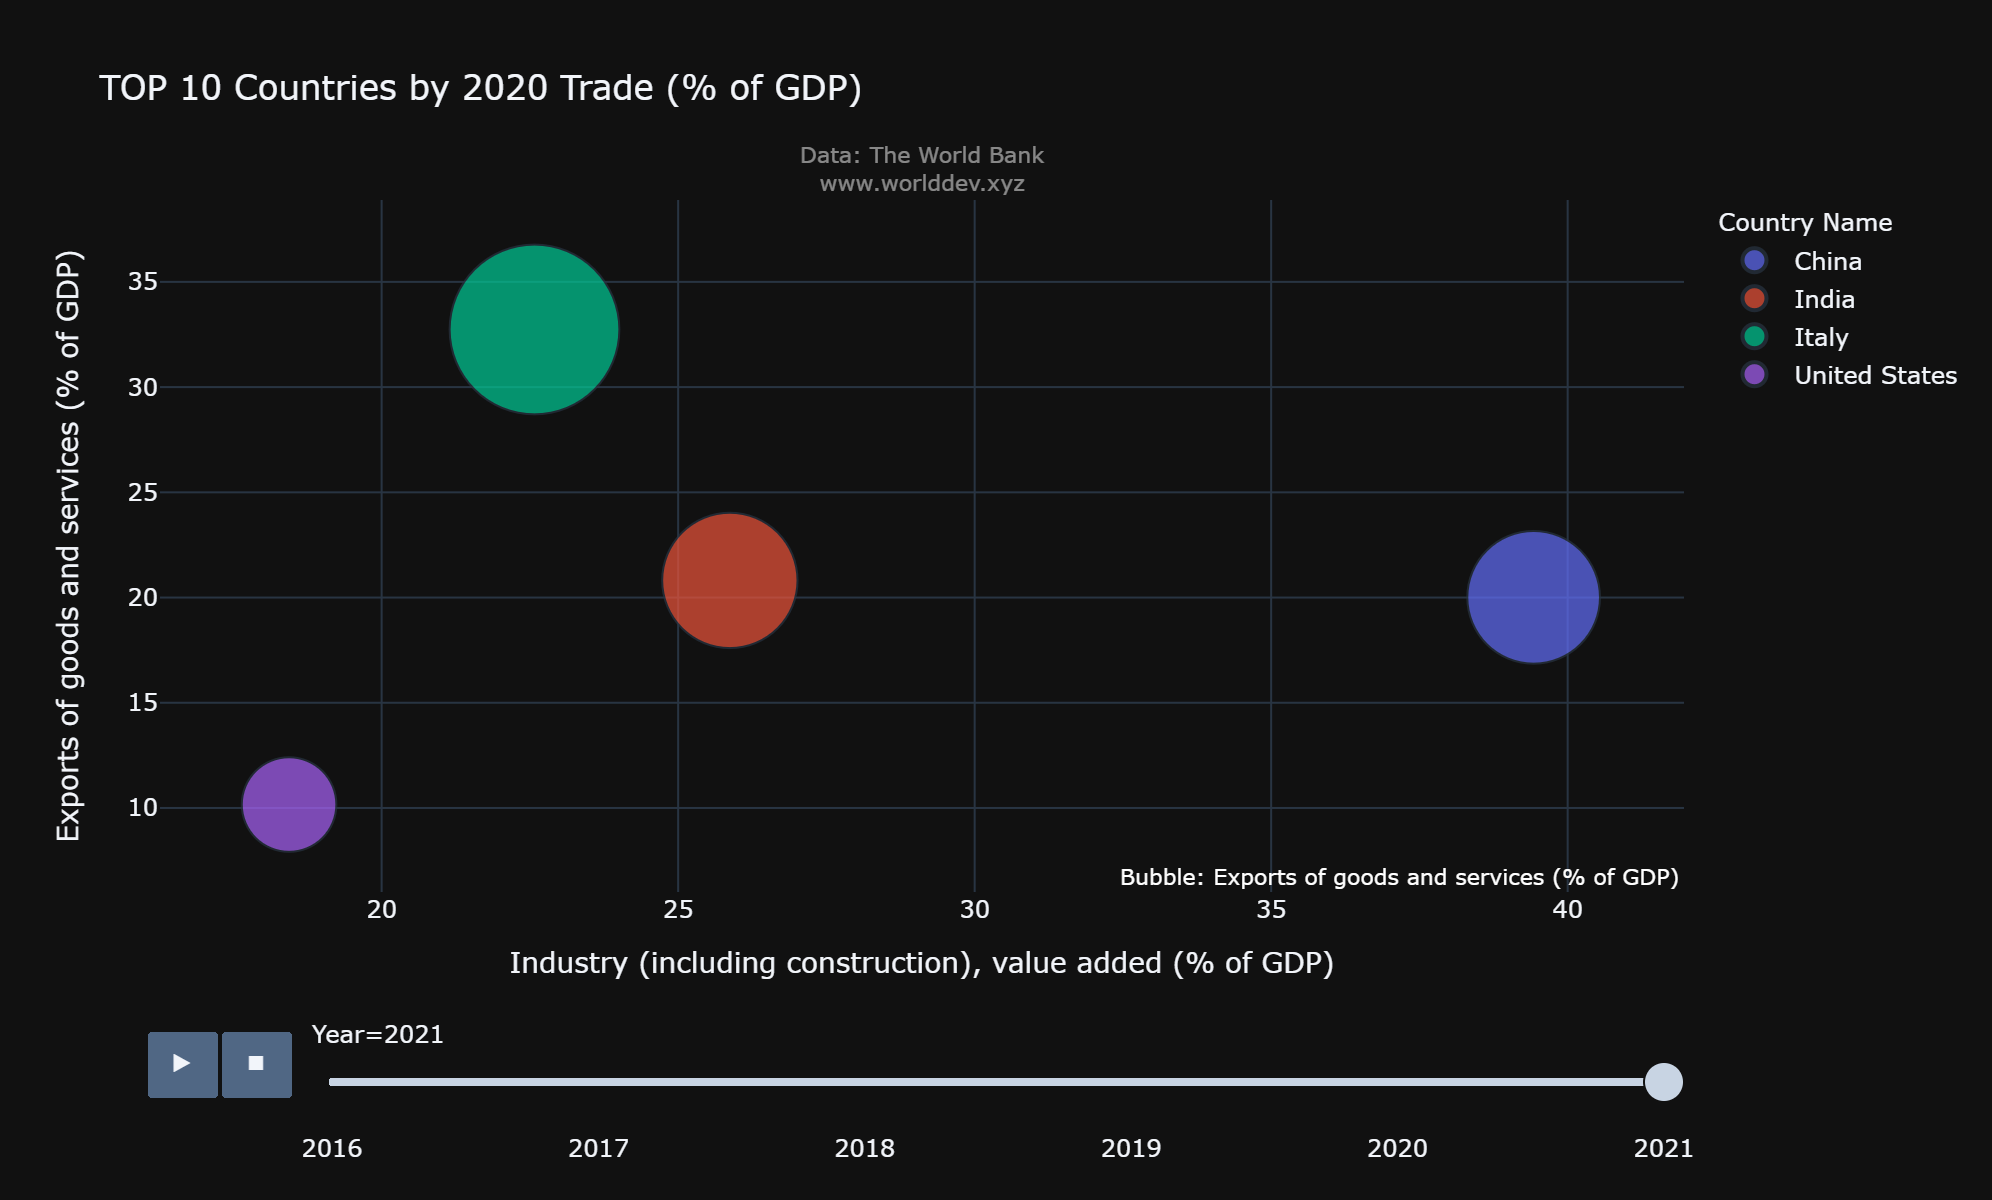 TOP 10 Countries by 2020 Trade (% of GDP)
Data: The World Bank
www.worlddev.xyz
Country Name
China
India
Italy
United States
Exports of goods and services (% of GDP)
35
30
25
20
15
10
Bubble: Exports of goods and services (% of GDP)
20 25 30 35 40
Industry (including construction), value added (% of GDP)
Year=2021
2016 2017 2018 2019 2020 2021